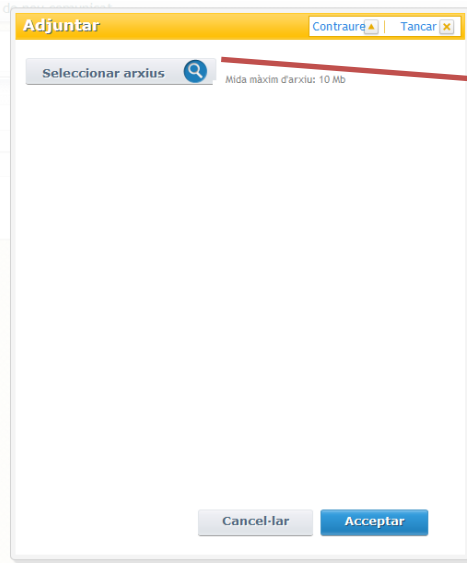 Adjuntar
Contraure | Tancar
Seleccionar arxius
Mida màxim d'arxiu: 10 Mb
Cancel·lar
Acceptar